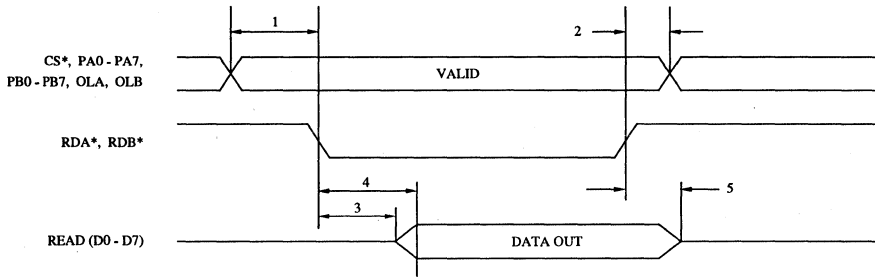 1
2
CS*, PA0 - PA7,
PB0 - PB7, OLA, OLB
VALID
RDA*, RDB*
4
5
3
READ (D0 - D7)
DATA OUT